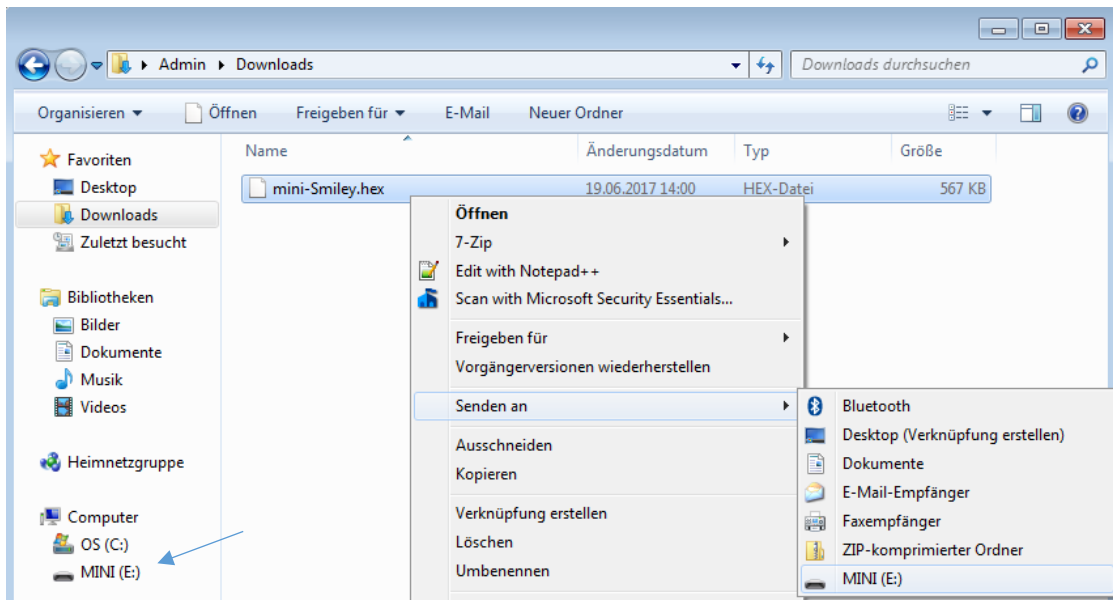 Admin Downloads
Downloads durchsuchen
Organisieren Öffnen Freigeben für E-Mail Neuer Ordner
Favoriten
Desktop
Downloads
Zuletzt besucht
Bibliotheken
Bilder
Dokumente
Musik
Videos
Heimnetzgruppe
Computer
OS (C:)
MINI (E:)
Name Änderungsdatum Typ Größe
mini-Smiley.hex 19.06.2017 14:00 HEX-Datei 567 KB
Öffnen
7-Zip
Edit with Notepad++
Scan with Microsoft Security Essentials...
Freigeben für
Vorgängerversionen wiederherstellen
Senden an
Ausschneiden
Kopieren
Verknüpfung erstellen
Löschen
Umbenennen
Bluetooth
Desktop (Verknüpfung erstellen)
Dokumente
E-Mail-Empfänger
Faxempfänger
ZIP-komprimierter Ordner
MINI (E:)